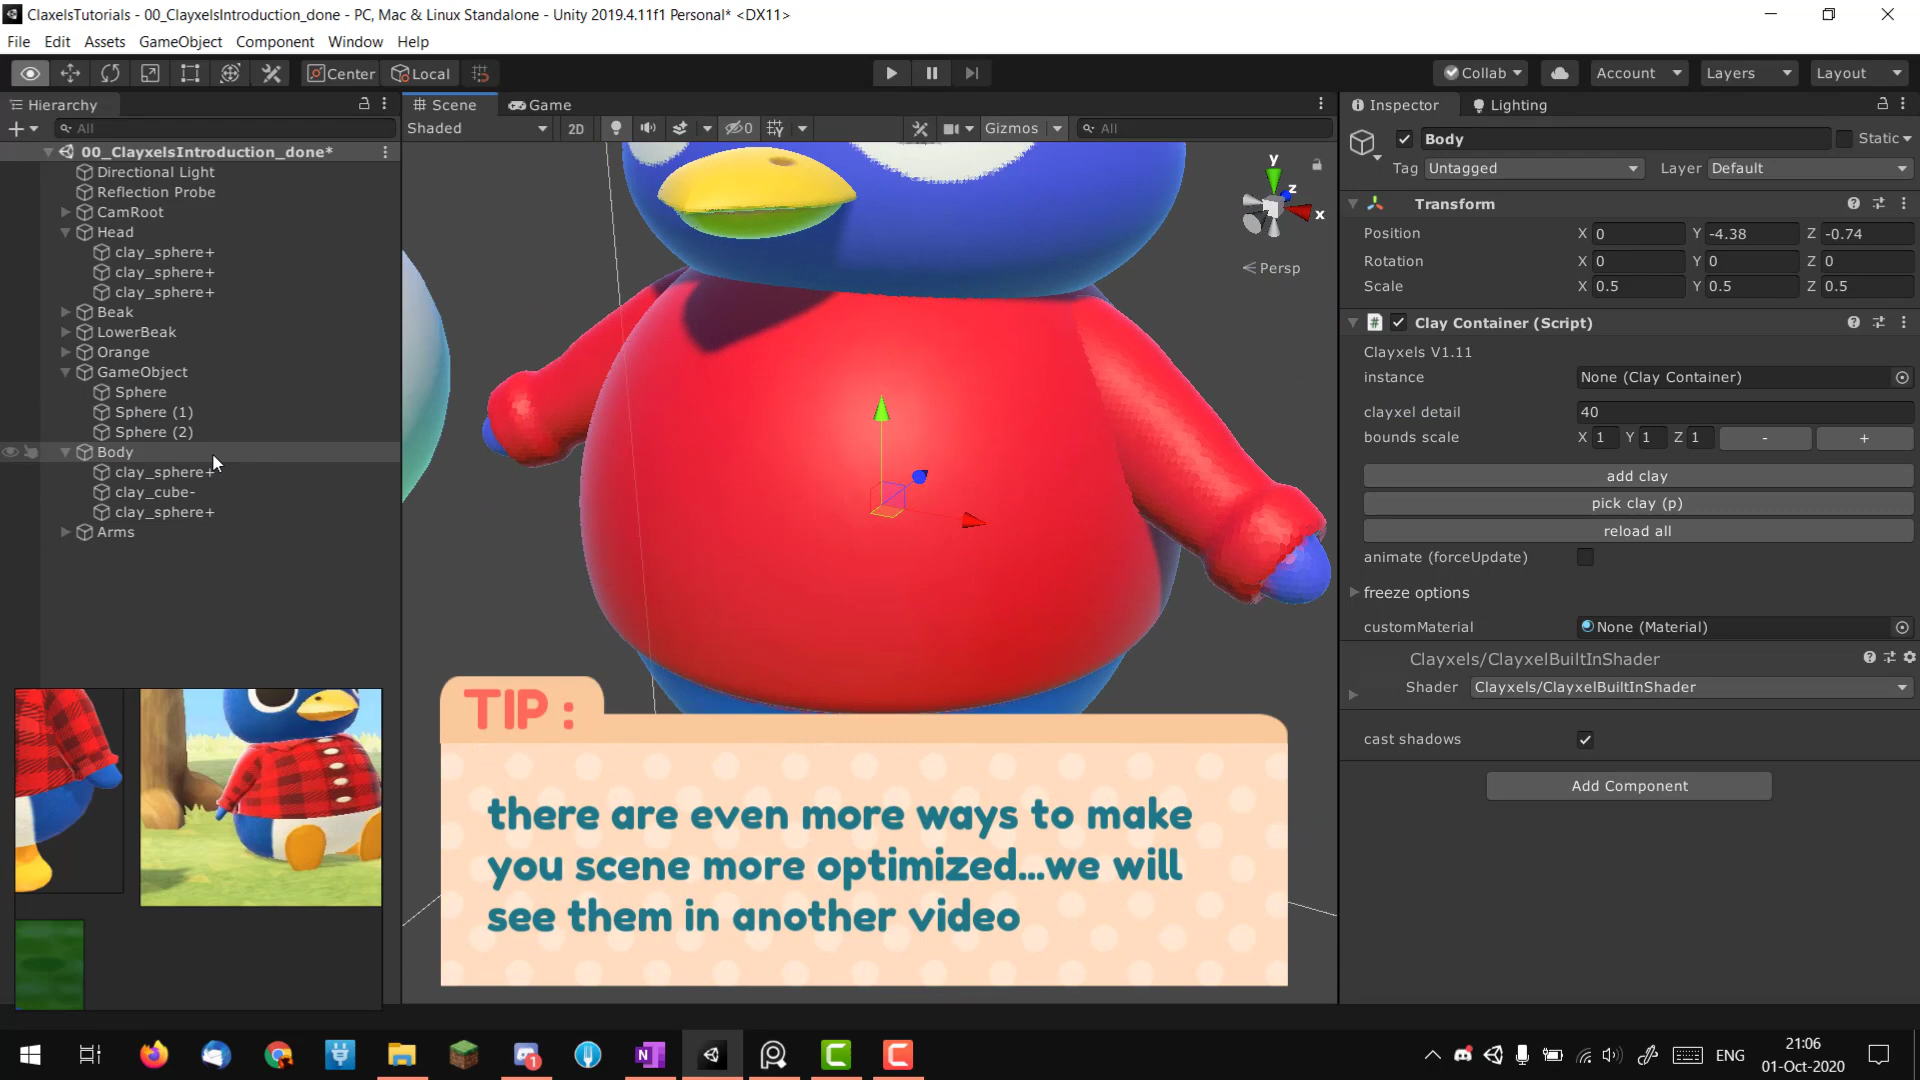 ClaxelsTutorials - 00_ClayxelsIntroduction_done - PC, Mac & Linux Standalone - Unity 2019.4.11f1 Personal* <DX11>
File Edit Assets GameObject Component Window Help
Center Local Collab Account Layers Layout
Hierarchy
All
00_ClayxelsIntroduction_done*
Directional Light
Reflection Probe
CamRoot
Head
clay_sphere+
clay_sphere+
clay_sphere+
Beak
LowerBeak
Orange
GameObject
Sphere
Sphere (1)
Sphere (2)
Body
clay_sphere+
clay_cube-
clay_sphere+
Arms
Scene Game
Shaded 2D 0 Gizmos All
y
z
x
Persp
TIP :
there are even more ways to make
you scene more optimized...we will
see them in another video
Inspector Lighting
Body Static
Tag Untagged Layer Default
Transform
Position X 0 Y -4.38 Z -0.74
Rotation X 0 Y 0 Z 0
Scale X 0.5 Y 0.5 Z 0.5
Clay Container (Script)
Clayxels V1.11
instance None (Clay Container)
clayxel detail 40
bounds scale X 1 Y 1 Z 1 - +
add clay
pick clay (p)
reload all
animate (forceUpdate)
freeze options
customMaterial None (Material)
Clayxels/ClayxelBuiltInShader
Shader Clayxels/ClayxelBuiltInShader
cast shadows
Add Component
1
ENG
21:06
01-Oct-2020